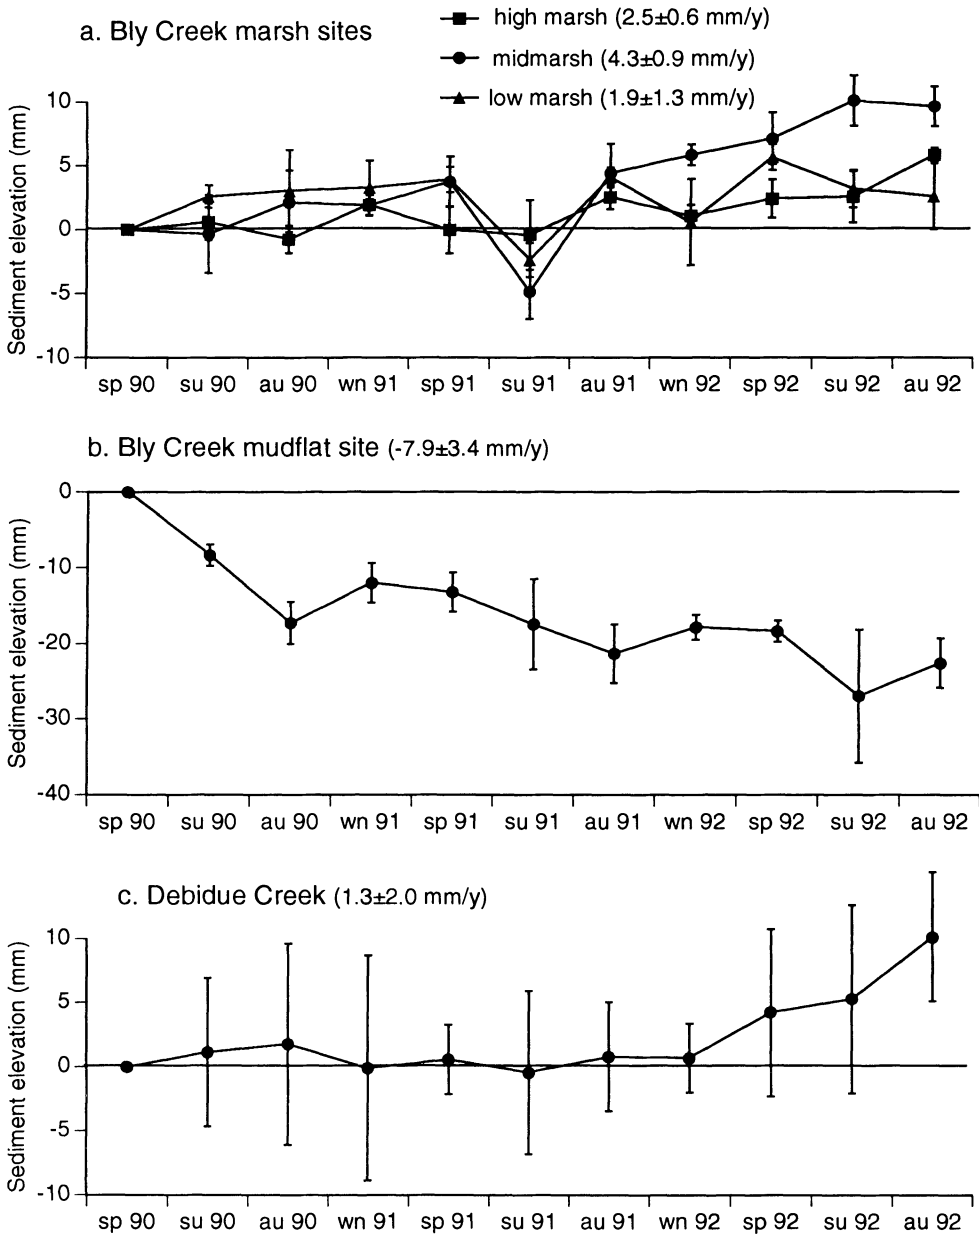 a. Bly Creek marsh sites
high marsh (2.5±0.6 mm/y)
midmarsh (4.3±0.9 mm/y)
low marsh (1.9±1.3 mm/y)
Sediment elevation (mm)
10
5
0
-5
-10
sp 90 su 90 au 90 wn 91 sp 91 su 91 au 91 wn 92 sp 92 su 92 au 92
b. Bly Creek mudflat site (-7.9±3.4 mm/y)
Sediment elevation (mm)
0
-10
-20
-30
-40
sp 90 su 90 au 90 wn 91 sp 91 su 91 au 91 wn 92 sp 92 su 92 au 92
c. Debidue Creek (1.3±2.0 mm/y)
Sediment elevation (mm)
10
5
0
-5
-10
sp 90 su 90 au 90 wn 91 sp 91 su 91 au 91 wn 92 sp 92 su 92 au 92